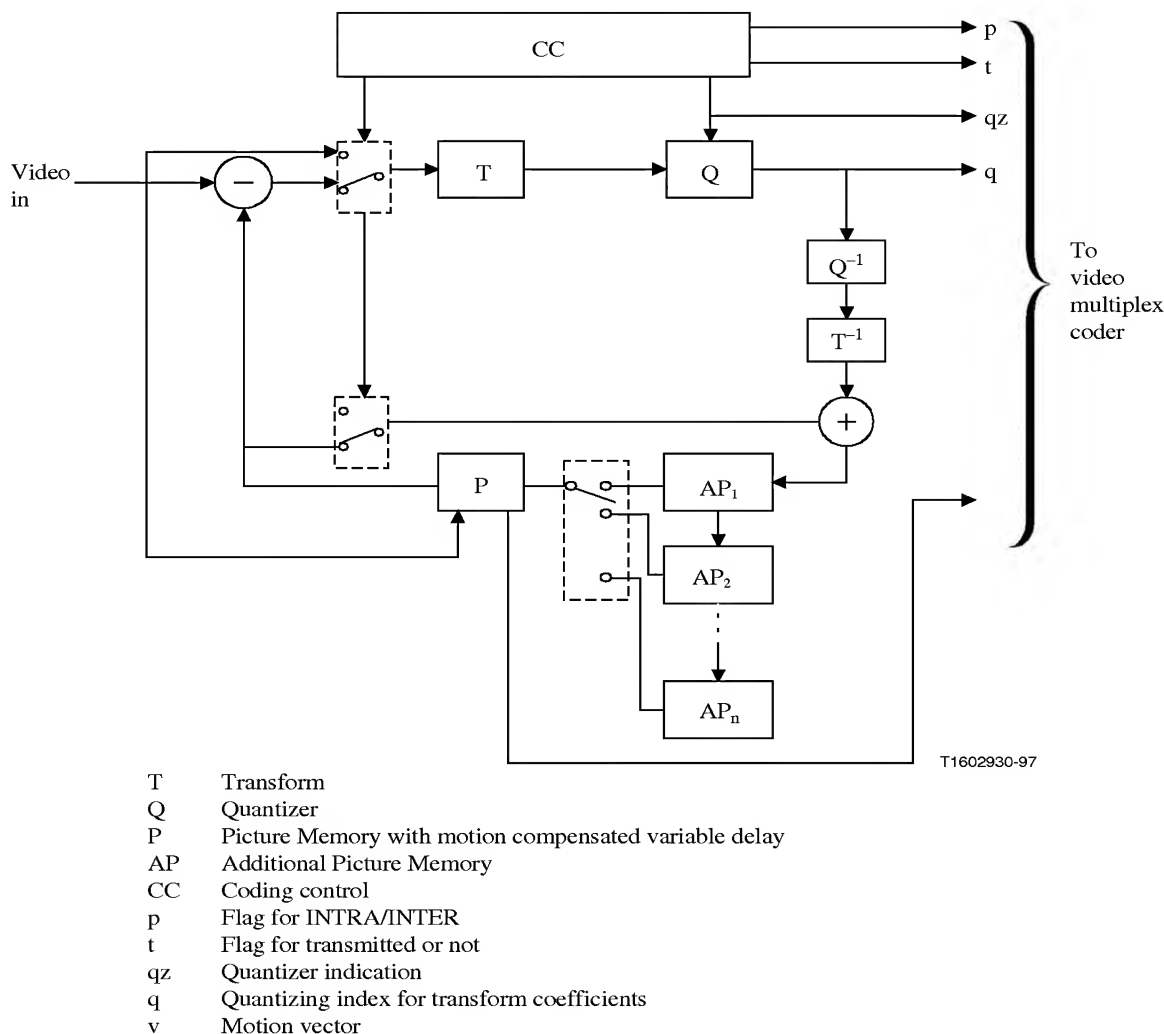 CC
p
t
qz
Video
in
−
T
Q
q
Q⁻¹
To
video
multiplex
coder
T⁻¹
+
P
AP₁
AP₂
APₙ
T1602930-97
T Transform
Q Quantizer
P Picture Memory with motion compensated variable delay
AP Additional Picture Memory
CC Coding control
p Flag for INTRA/INTER
t Flag for transmitted or not
qz Quantizer indication
q Quantizing index for transform coefficients
v Motion vector